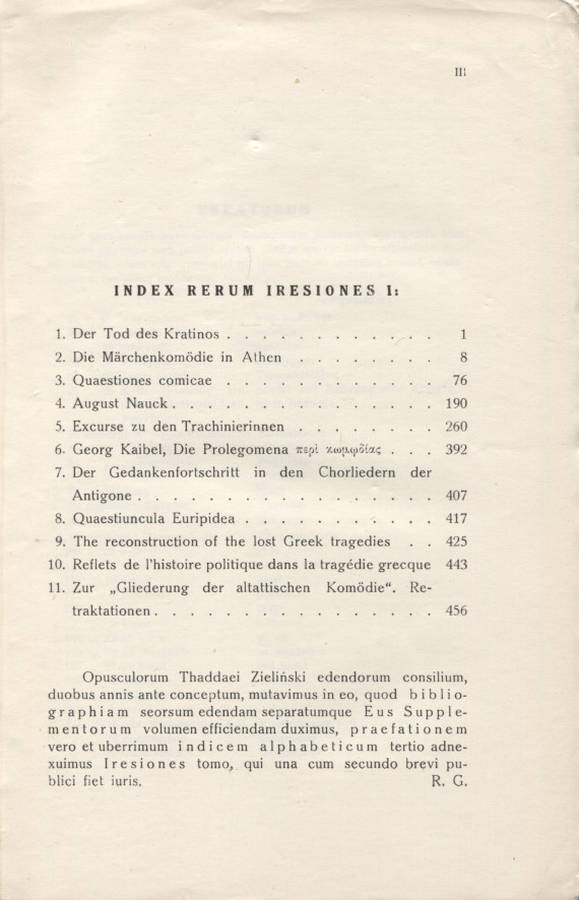 III
INDEX RERUM IRESIONES I:
1. Der Tod des Kratinos . . . . . . . . . . . . 1
2. Die Märchenkomödie in Athen . . . . . . . . 8
3. Quaestiones comicae . . . . . . . . . . . . 76
4. August Nauck . . . . . . . . . . . . . . . 190
5. Excurse zu den Trachinierinnen . . . . . . . . 260
6. Georg Kaibel, Die Prolegomena περὶ κωμῳδίας . . . 392
7. Der Gedankenfortschritt in den Chorliedern der
Antigone . . . . . . . . . . . . . . . . . 407
8. Quaestiuncula Euripidea . . . . . . . . . . . 417
9. The reconstruction of the lost Greek tragedies . . 425
10. Reflets de l'histoire politique dans la tragédie grecque 443
11. Zur „Gliederung der altattischen Komödie“. Re-
traktationen . . . . . . . . . . . . . . . . 456
Opusculorum Thaddaei Zieliński edendorum consilium,
duobus annis ante conceptum, mutavimus in eo, quod biblio-
graphiam seorsum edendam separatumque Eus Supple-
mentorum volumen efficiendam duximus, praefationem
vero et uberrimum indicem alphabeticum tertio adne-
xuimus Iresiones tomo, qui una cum secundo brevi pu-
blici fiet iuris. R. G.